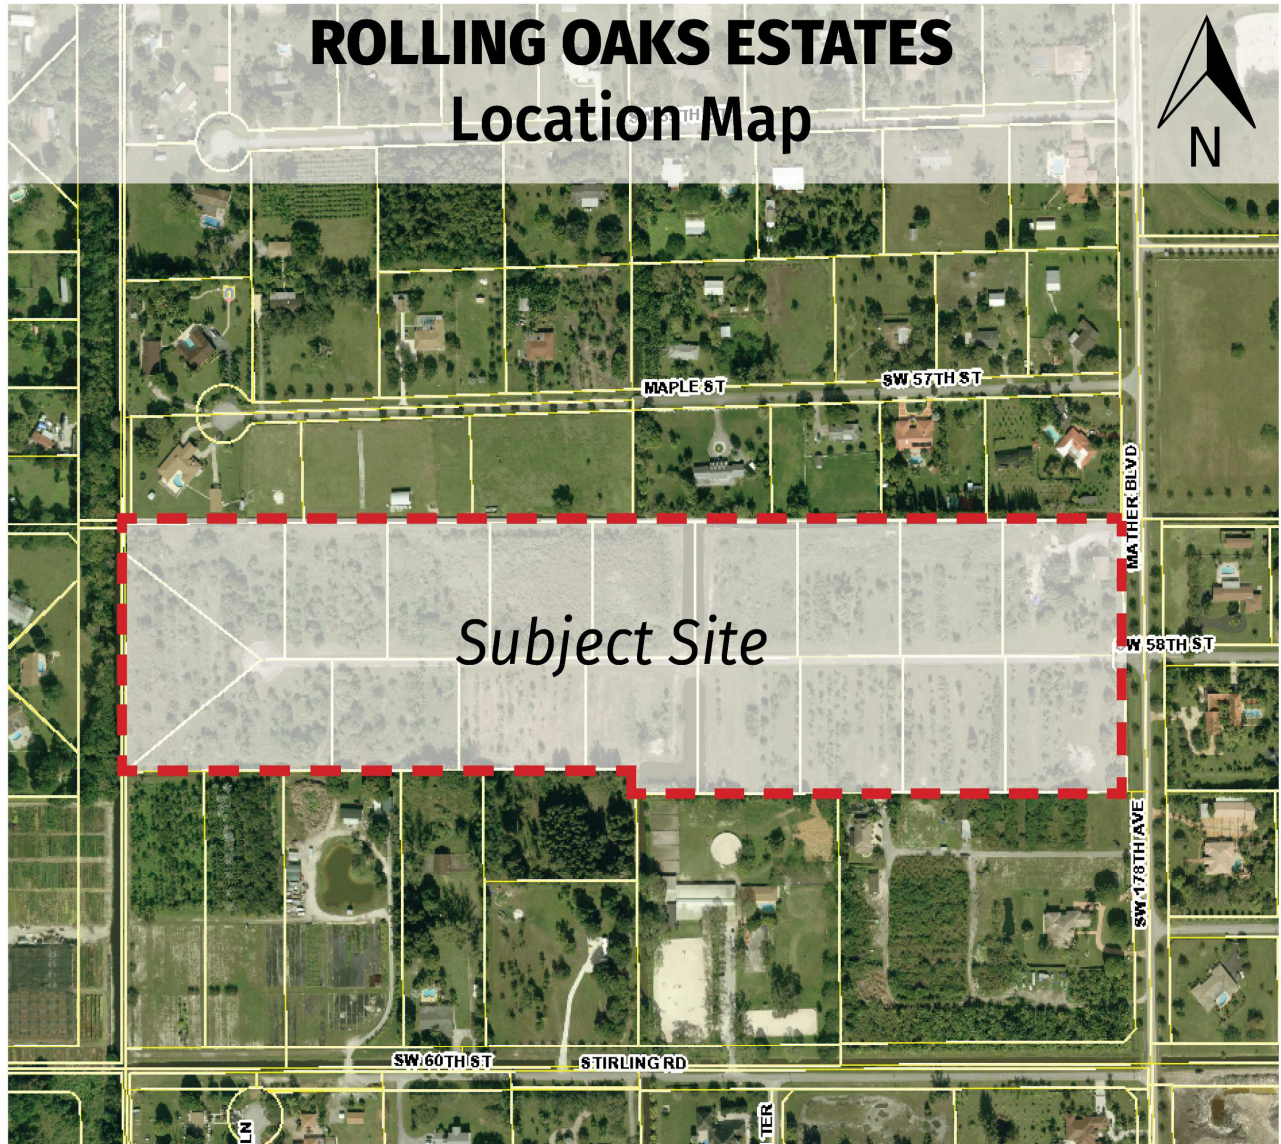 ROLLING OAKS ESTATES
Location Map
N
MAPLE ST
SW 57TH ST
MATHER BLVD
Subject Site
W 58TH ST
SW 178TH AVE
SW 60TH ST
STIRLING RD
LN
TER